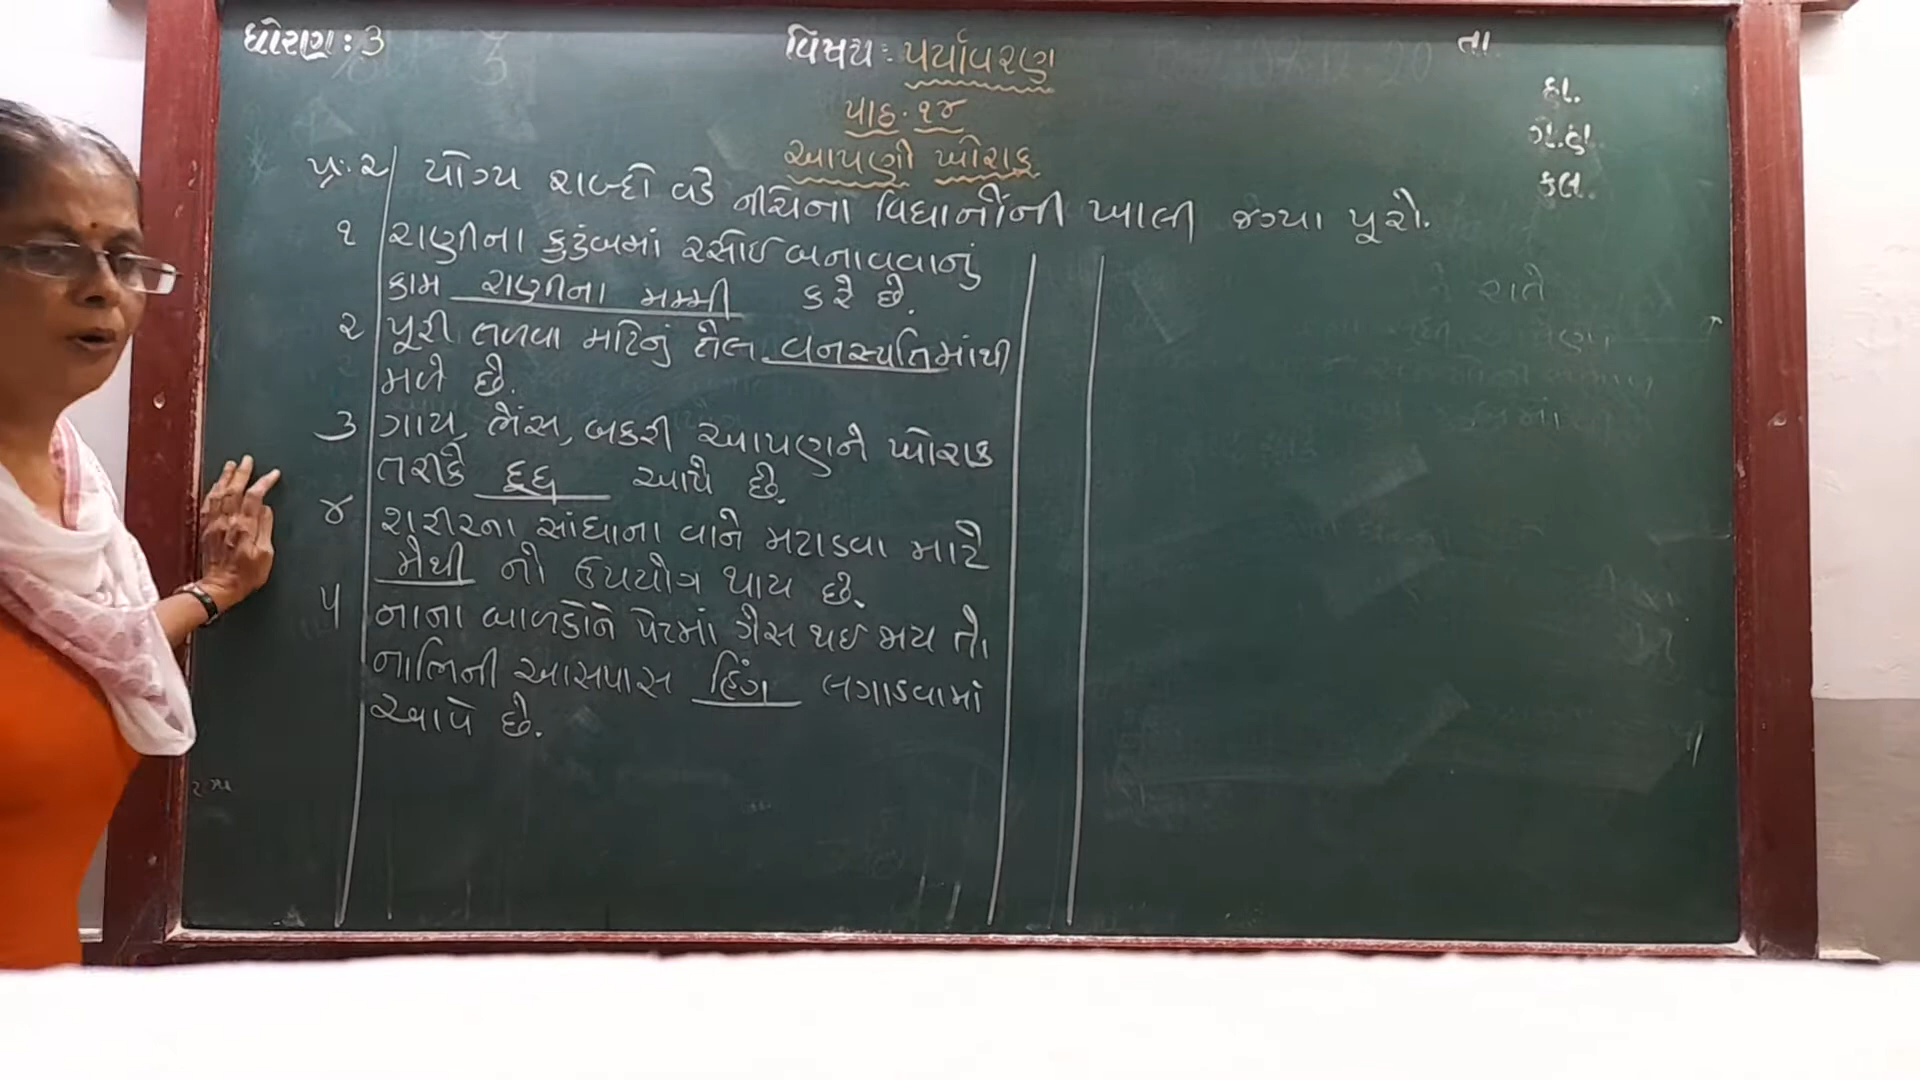 ધોરણ : 3
વિષય : પર્યાવરણ
તા.
પાઠ. ૧૪
હા.
આપણો ખોરાક
ગે.હા.
કુલ.
પ્ર: ૨ યોગ્ય શબ્દો વડે નીચેના વિધાનોની ખાલી જગ્યા પૂરો.
૧ રાણીના કુટુંબમાં રસોઈ બનાવવાનું
કામ રાણીના મમ્મી કરે છે.
૨ પૂરી તળવા માટેનું તેલ વનસ્પતિમાંથી
મળે છે.
૩ ગાય, ભેંસ, બકરી આપણને ખોરાક
તરીકે દૂધ આપે છે.
૪ શરીરના સાંધાના વાને મટાડવા માટે
મેથી નો ઉપયોગ થાય છે.
૫ નાના બાળકોને પેટમાં ગૅસ થઈ જાય તો
નાભિની આસપાસ હિંગ લગાડવામાં
આવે છે.